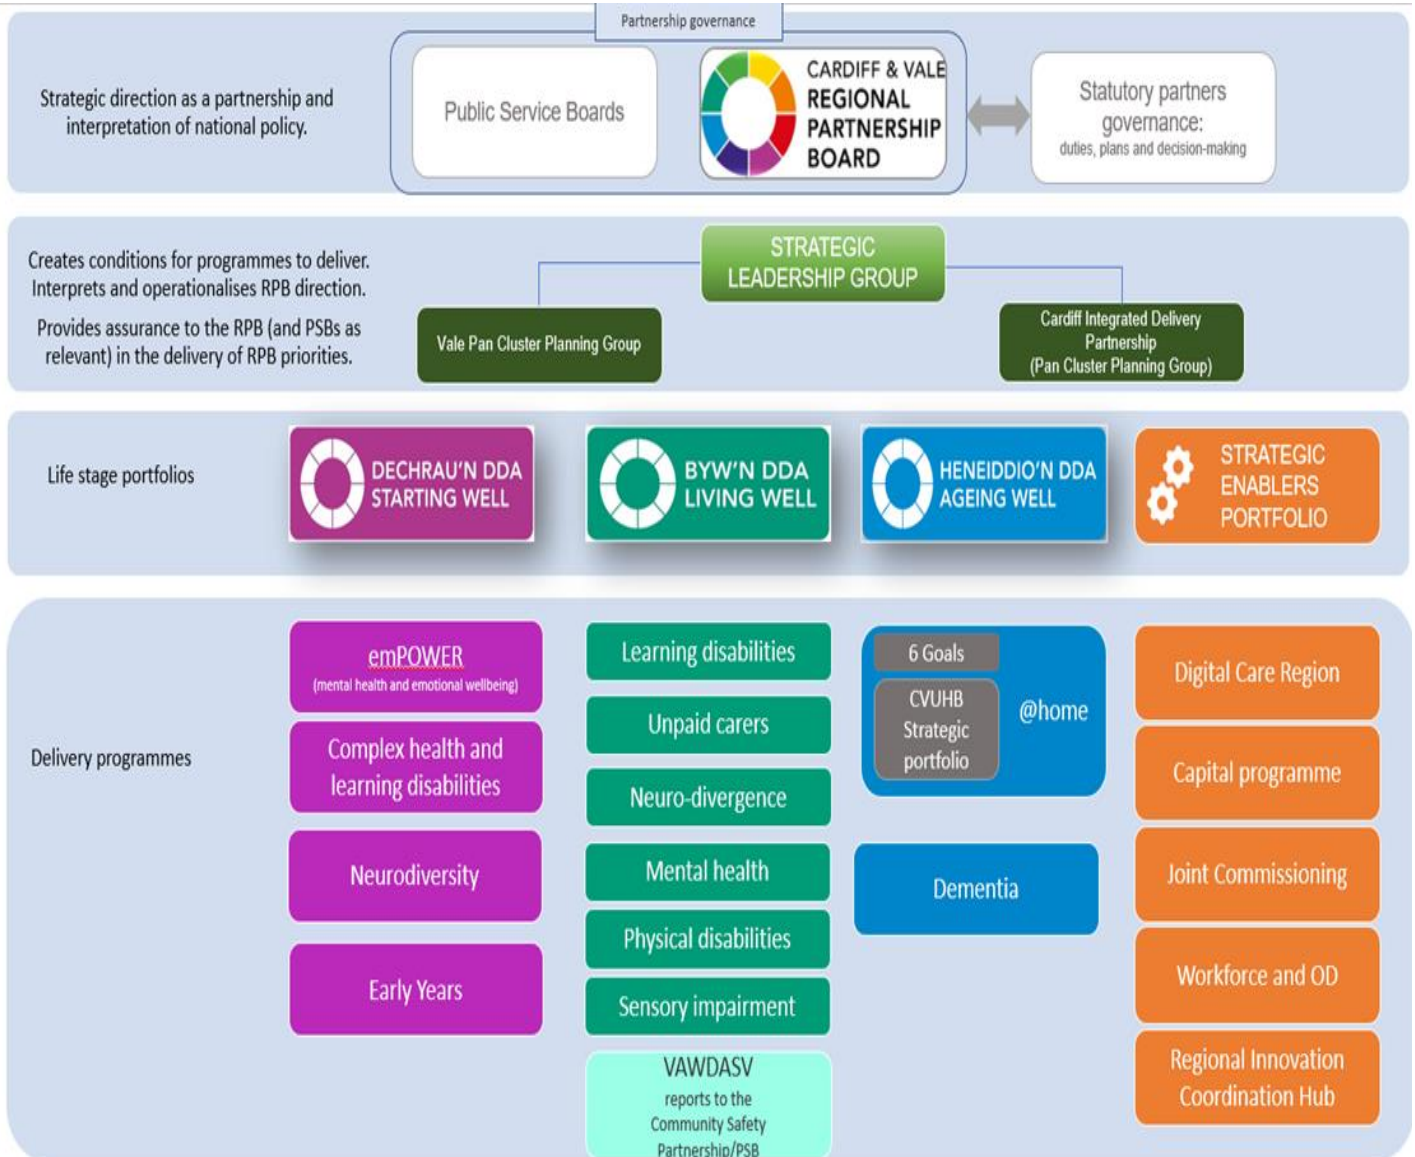 Partnership governance
Strategic direction as a partnership and
interpretation of national policy.
Public Service Boards
CARDIFF & VALE
REGIONAL
PARTNERSHIP
BOARD
Statutory partners
governance:
duties, plans and decision-making
Creates conditions for programmes to deliver.
Interprets and operationalises RPB direction.
Provides assurance to the RPB (and PSBs as
relevant) in the delivery of RPB priorities.
STRATEGIC
LEADERSHIP GROUP
Vale Pan Cluster Planning Group
Cardiff Integrated Delivery
Partnership
(Pan Cluster Planning Group)
Life stage portfolios
DECHRAU'N DDA
STARTING WELL
BYW'N DDA
LIVING WELL
HENEIDDIO'N DDA
AGEING WELL
STRATEGIC
ENABLERS
PORTFOLIO
Delivery programmes
emPOWER
(mental health and emotional wellbeing)
Complex health and
learning disabilities
Neurodiversity
Early Years
Learning disabilities
Unpaid carers
Neuro-divergence
Mental health
Physical disabilities
Sensory impairment
VAWDASV
reports to the
Community Safety
Partnership/PSB
6 Goals
CVUHB
Strategic
portfolio
@home
Dementia
Digital Care Region
Capital programme
Joint Commissioning
Workforce and OD
Regional Innovation
Coordination Hub